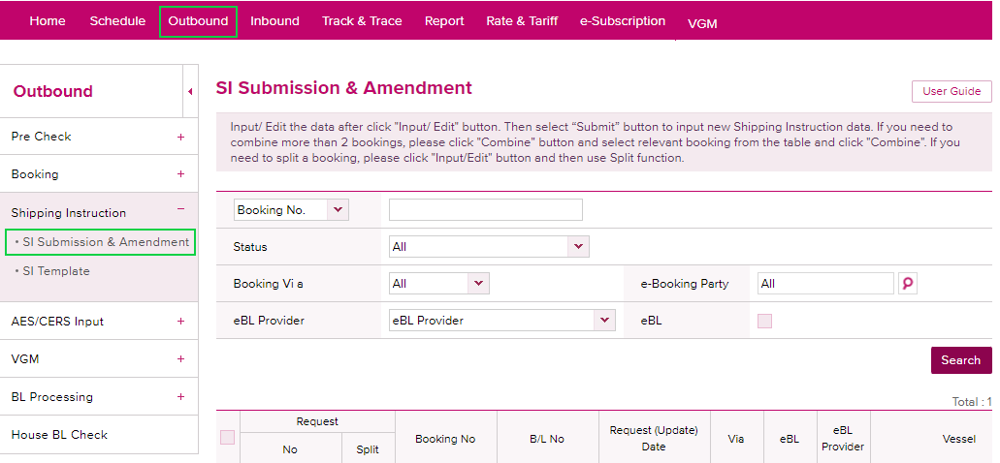 Home Schedule Outbound Inbound Track & Trace Report Rate & Tariff e-Subscription VGM
Outbound
Pre Check +
Booking +
Shipping Instruction −
• SI Submission & Amendment
• SI Template
AES/CERS Input +
VGM +
BL Processing +
House BL Check
SI Submission & Amendment
User Guide
Input/ Edit the data after click "Input/ Edit" button. Then select “Submit” button to input new Shipping Instruction data. If you need to
combine more than 2 bookings, please click "Combine" button and select relevant booking from the table and click "Combine". If you
need to split a booking, please click "Input/Edit" button and then use Split function.
Booking No.
Status All
Booking Vi a All e-Booking Party All
eBL Provider eBL Provider eBL
Search
Total : 1
Request
No Split
Booking No
B/L No
Request (Update)
Date
Via
eBL
eBL
Provider
Vessel